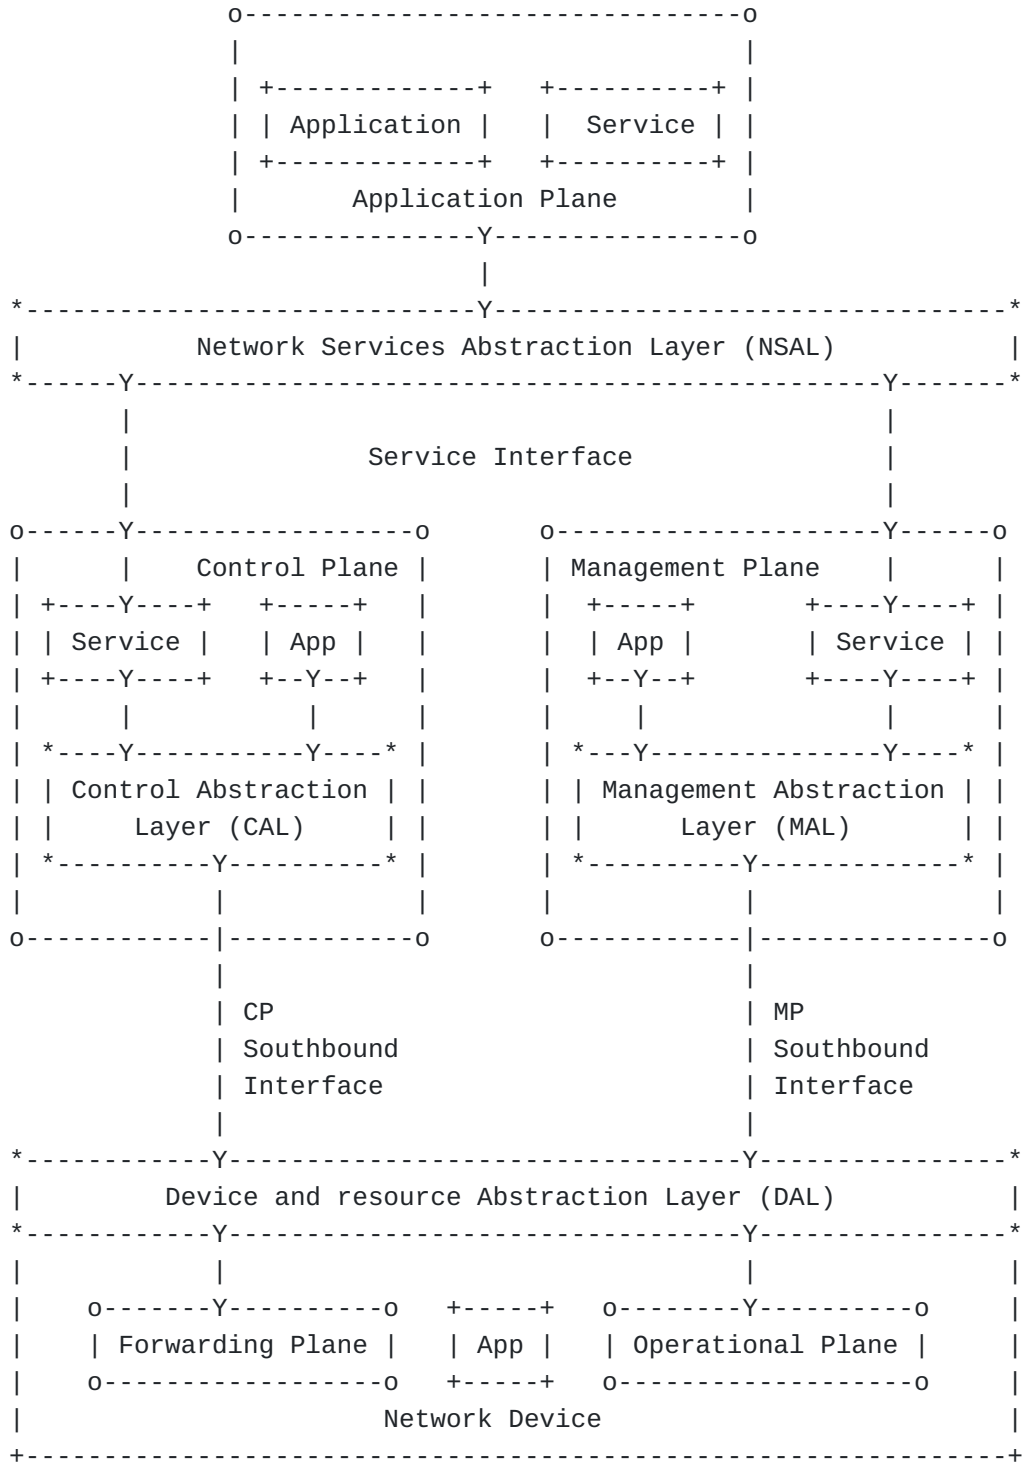 o--------------------------------o
|                                |
| +-------------+   +----------+ |
| | Application |   |  Service | |
| +-------------+   +----------+ |
|       Application Plane        |
o---------------Y----------------o
|
*-----------------------------Y---------------------------------*
|           Network Services Abstraction Layer (NSAL)           |
*------Y------------------------------------------------Y-------*
|                                                |
|               Service Interface                |
|                                                |
o------Y------------------o       o---------------------Y------o
|      |    Control Plane |       | Management Plane    |      |
| +----Y----+   +-----+   |       |  +-----+       +----Y----+ |
| | Service |   | App |   |       |  | App |       | Service | |
| +----Y----+   +--Y--+   |       |  +--Y--+       +----Y----+ |
|      |           |      |       |     |               |      |
| *----Y-----------Y----* |       | *---Y---------------Y----* |
| | Control Abstraction | |       | | Management Abstraction | |
| |     Layer (CAL)     | |       | |      Layer (MAL)       | |
| *----------Y----------* |       | *----------Y-------------* |
|            |            |       |            |               |
o------------|------------o       o------------|---------------o
|                                 |
| CP                              | MP
| Southbound                      | Southbound
| Interface                       | Interface
|                                 |
*------------Y---------------------------------Y----------------*
|         Device and resource Abstraction Layer (DAL)           |
*------------Y---------------------------------Y----------------*
|            |                                 |                |
|    o-------Y----------o   +-----+   o--------Y----------o     |
|    | Forwarding Plane |   | App |   | Operational Plane |     |
|    o------------------o   +-----+   o-------------------o     |
|                       Network Device                          |
+---------------------------------------------------------------+